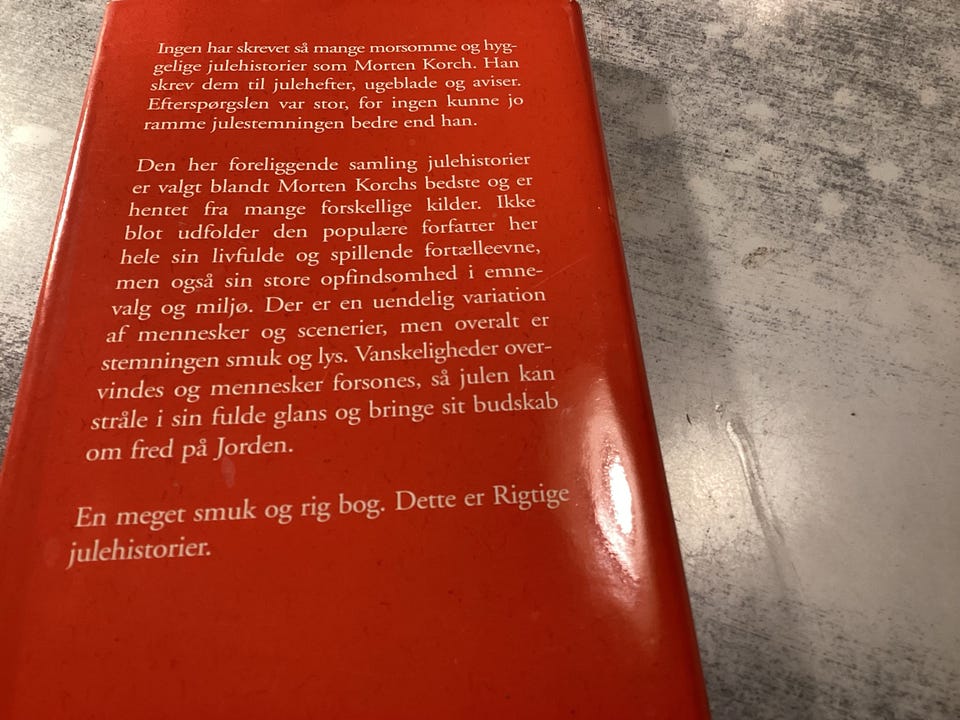 Ingen har skrevet så mange morsomme og hyg-
gelige julehistorier som Morten Korch. Han
skrev dem til julehefter, ugeblade og aviser.
Efterspørgslen var stor, for ingen kunne jo
ramme julestemningen bedre end han.
Den her foreliggende samling julehistorier
er valgt blandt Morten Korchs bedste og er
hentet fra mange forskellige kilder. Ikke
blot udfolder den populære forfatter her
hele sin livfulde og spillende fortælleevne,
men også sin store opfindsomhed i emne-
valg og miljø. Der er en uendelig variation
af mennesker og scenerier, men overalt er
stemningen smuk og lys. Vanskeligheder over-
vindes og mennesker forsones, så julen kan
stråle i sin fulde glans og bringe sit budskab
om fred på Jorden.
En meget smuk og rig bog. Dette er Rigtige
julehistorier.